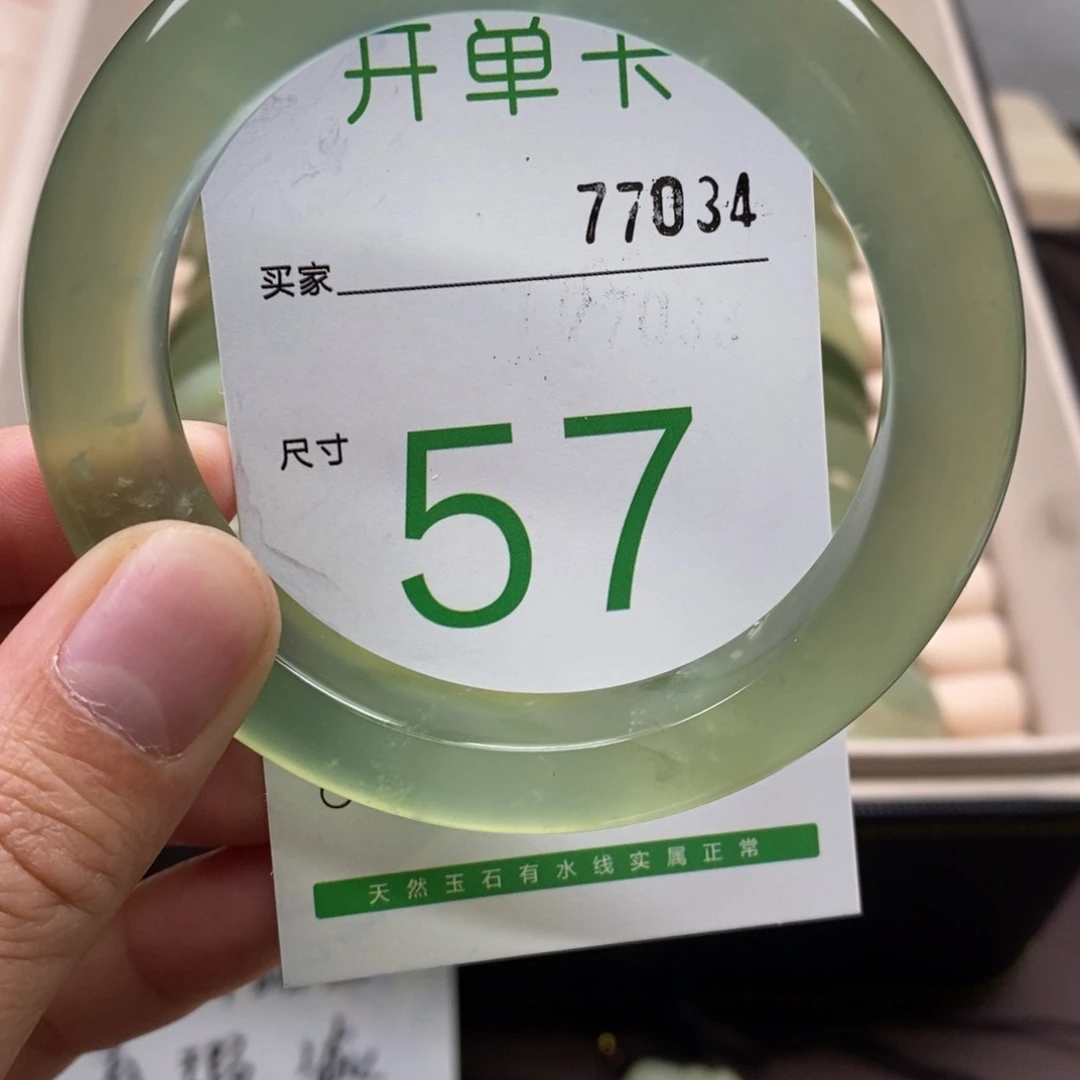 开单卡
77034
买家
尺寸 57
天然玉石有水线实属正常